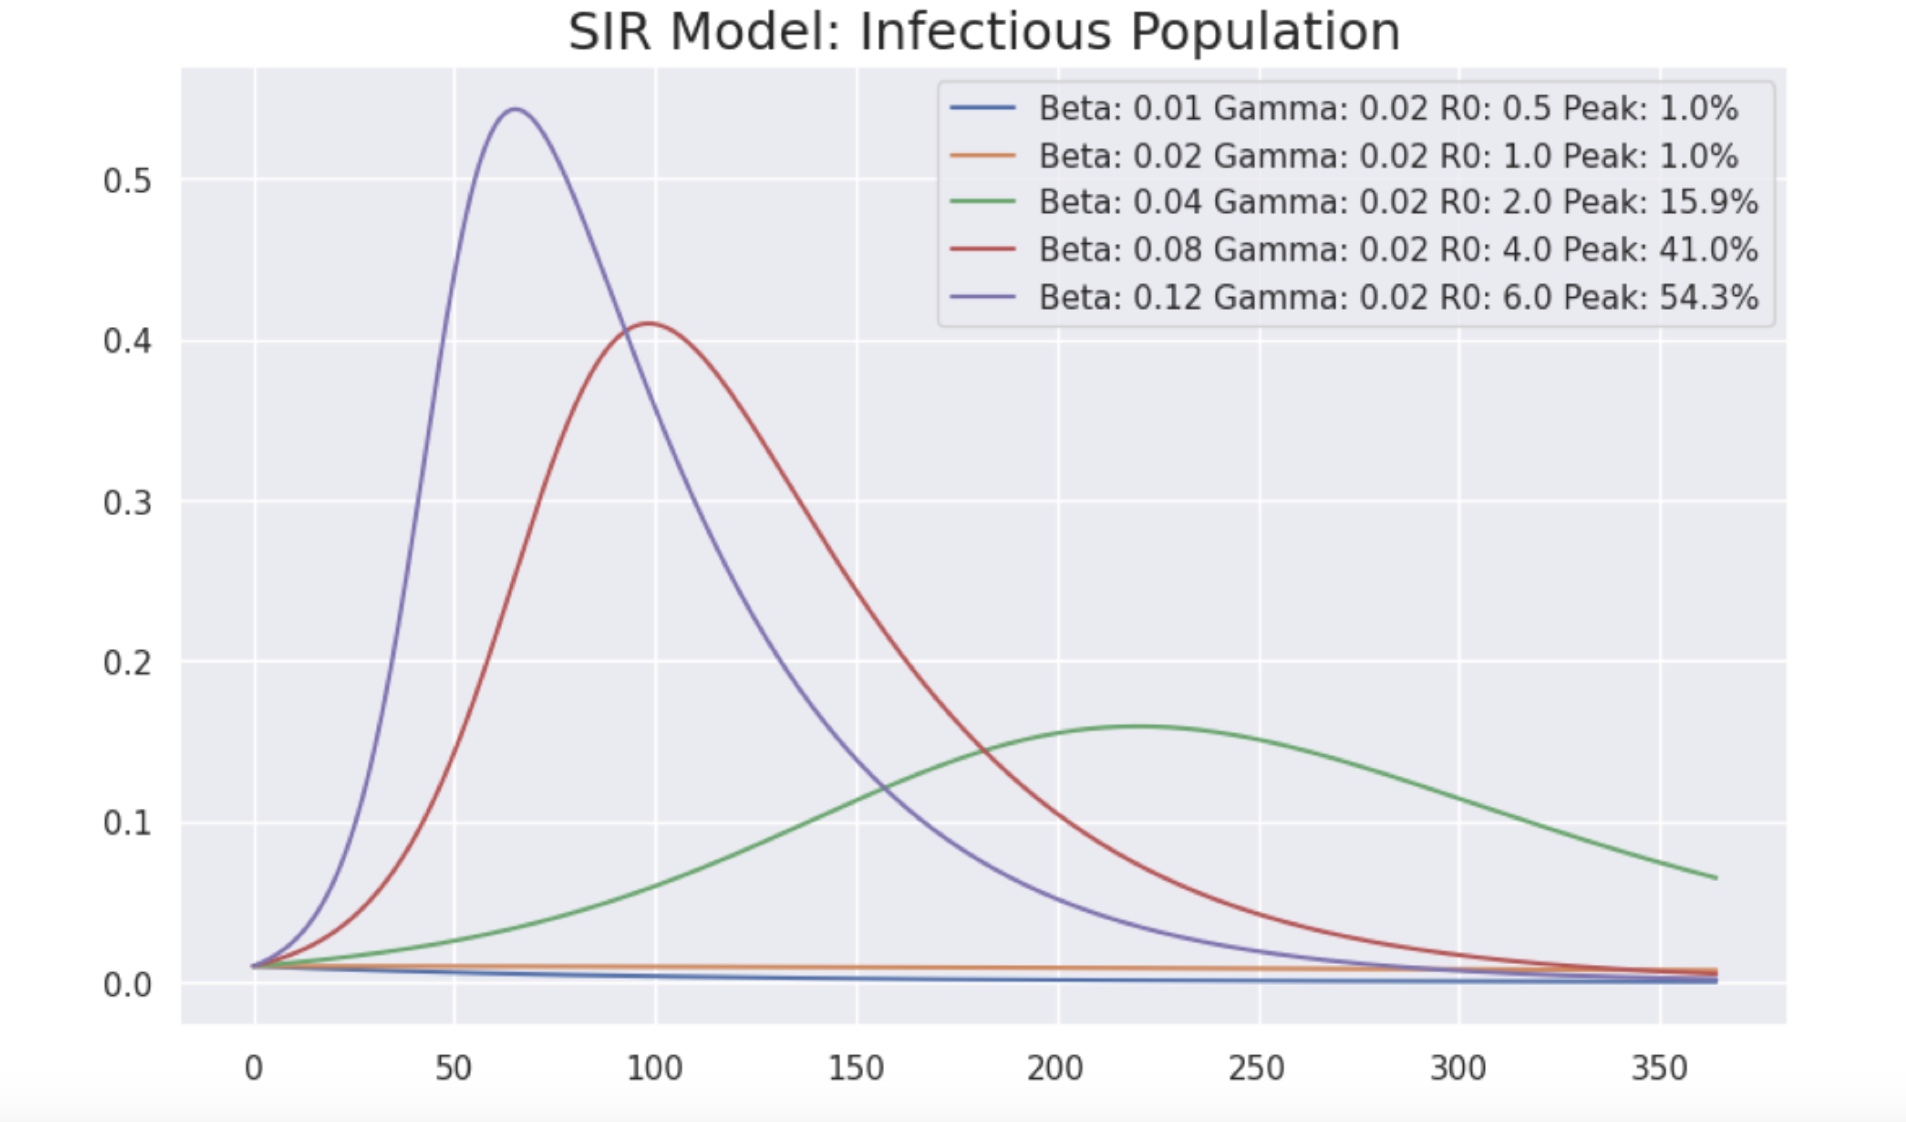 SIR Model: Infectious Population
Beta: 0.01 Gamma: 0.02 R0: 0.5 Peak: 1.0%
Beta: 0.02 Gamma: 0.02 R0: 1.0 Peak: 1.0%
Beta: 0.04 Gamma: 0.02 R0: 2.0 Peak: 15.9%
Beta: 0.08 Gamma: 0.02 R0: 4.0 Peak: 41.0%
Beta: 0.12 Gamma: 0.02 R0: 6.0 Peak: 54.3%
0.5
0.4
0.3
0.2
0.1
0.0
0 50 100 150 200 250 300 350